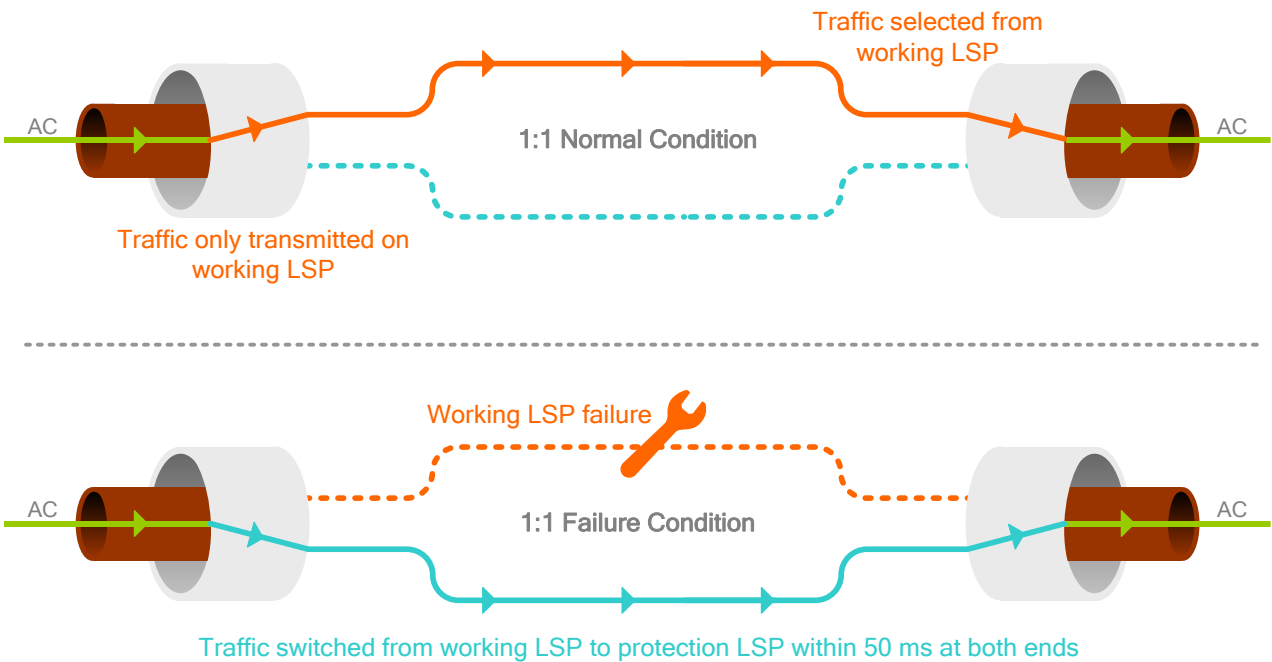 Traffic selected from
working LSP
AC
AC
1:1 Normal Condition
Traffic only transmitted on
working LSP
Working LSP failure
AC
AC
1:1 Failure Condition
Traffic switched from working LSP to protection LSP within 50 ms at both ends